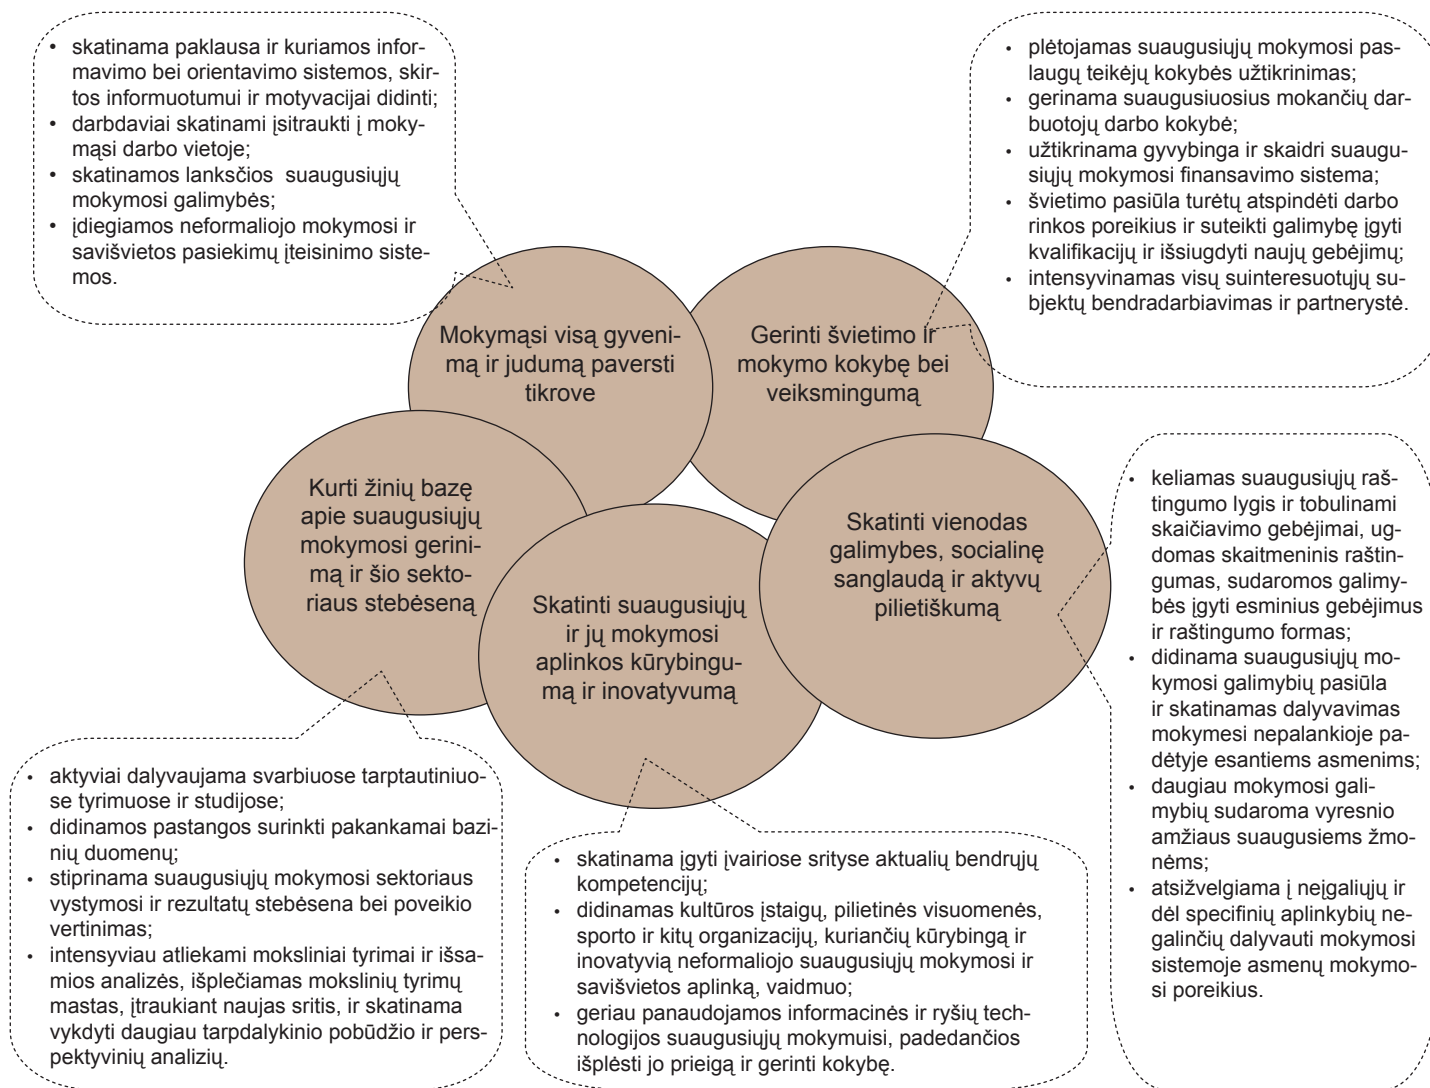 • skatinama paklausa ir kuriamos infor-
mavimo bei orientavimo sistemos, skir-
tos informuotumui ir motyvacijai didinti;
• darbdaviai skatinami įsitraukti į moky-
mąsi darbo vietoje;
• skatinamos lanksčios suaugusiųjų
mokymosi galimybės;
• įdiegiamos neformaliojo mokymosi ir
savišvietos pasiekimų įteisinimo siste-
mos.
• plėtojamas suaugusiųjų mokymosi pas-
laugų teikėjų kokybės užtikrinimas;
• gerinama suaugusiuosius mokančių dar-
buotojų darbo kokybė;
• užtikrinama gyvybinga ir skaidri suaugu-
siųjų mokymosi finansavimo sistema;
• švietimo pasiūla turėtų atspindėti darbo
rinkos poreikius ir suteikti galimybę įgyti
kvalifikacijų ir išsiugdyti naujų gebėjimų;
• intensyvinamas visų suinteresuotųjų su-
bjektų bendradarbiavimas ir partnerystė.
Mokymąsi visą gyveni-
mą ir judumą paversti
tikrove
Gerinti švietimo ir
mokymo kokybę bei
veiksmingumą
Kurti žinių bazę
apie suaugusiųjų
mokymosi gerini-
mą ir šio sekto-
riaus stebėseną
Skatinti suaugusiųjų
ir jų mokymosi
aplinkos kūrybingu-
mą ir inovatyvumą
Skatinti vienodas
galimybes, socialinę
sanglaudą ir aktyvų
pilietiškumą
• keliamas suaugusiųjų raš-
tingumo lygis ir tobulinami
skaičiavimo gebėjimai, ug-
domas skaitmeninis raštin-
gumas, sudaromos galimy-
bės įgyti esminius gebėjimus
ir raštingumo formas;
• didinama suaugusiųjų mo-
kymosi galimybių pasiūla
ir skatinamas dalyvavimas
mokymesi nepalankioje pa-
dėtyje esantiems asmenims;
• daugiau mokymosi gali-
mybių sudaroma vyresnio
amžiaus suaugusiems žmo-
nėms;
• atsižvelgiama į neįgaliųjų ir
dėl specifinių aplinkybių ne-
galinčių dalyvauti mokymosi
sistemoje asmenų mokymo-
si poreikius.
• aktyviai dalyvaujama svarbiuose tarptautiniuo-
se tyrimuose ir studijose;
• didinamos pastangos surinkti pakankamai bazi-
nių duomenų;
• stiprinama suaugusiųjų mokymosi sektoriaus
vystymosi ir rezultatų stebėsena bei poveikio
vertinimas;
• intensyviau atliekami moksliniai tyrimai ir išsa-
mios analizės, išplečiamas mokslinių tyrimų
mastas, įtraukiant naujas sritis, ir skatinama
vykdyti daugiau tarpdalykinio pobūdžio ir pers-
pektyvinių analizių.
• skatinama įgyti įvairiose srityse aktualių bendrųjų
kompetencijų;
• didinamas kultūros įstaigų, pilietinės visuomenės,
sporto ir kitų organizacijų, kuriančių kūrybingą ir
inovatyvią neformaliojo suaugusiųjų mokymosi ir
savišvietos aplinką, vaidmuo;
• geriau panaudojamos informacinės ir ryšių tech-
nologijos suaugusiųjų mokymuisi, padedančios
išplėsti jo prieigą ir gerinti kokybę.